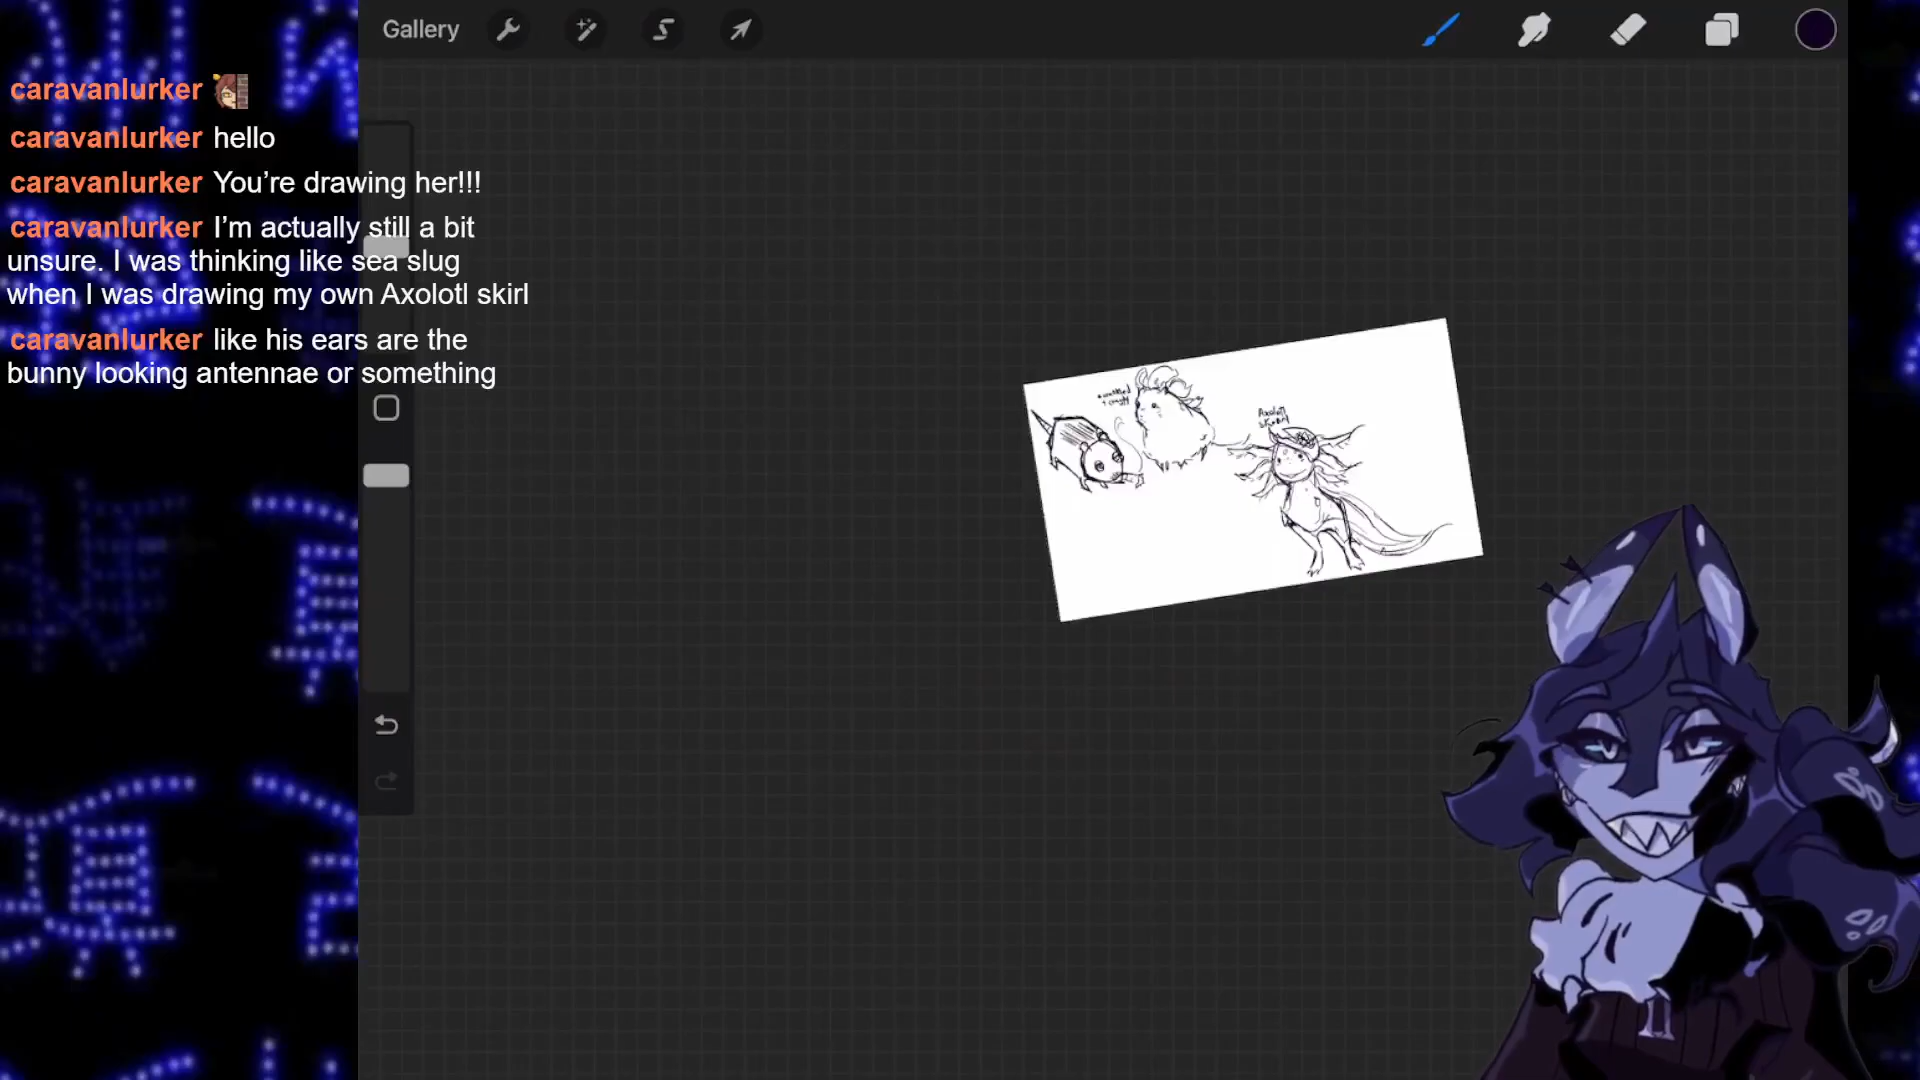 Gallery
caravanlurker
caravanlurker hello
caravanlurker You're drawing her!!!
caravanlurker I'm actually still a bit
unsure. I was thinking like sea slug
when I was drawing my own Axolotl skirl
caravanlurker like his ears are the
bunny looking antennae or something
Axolotl